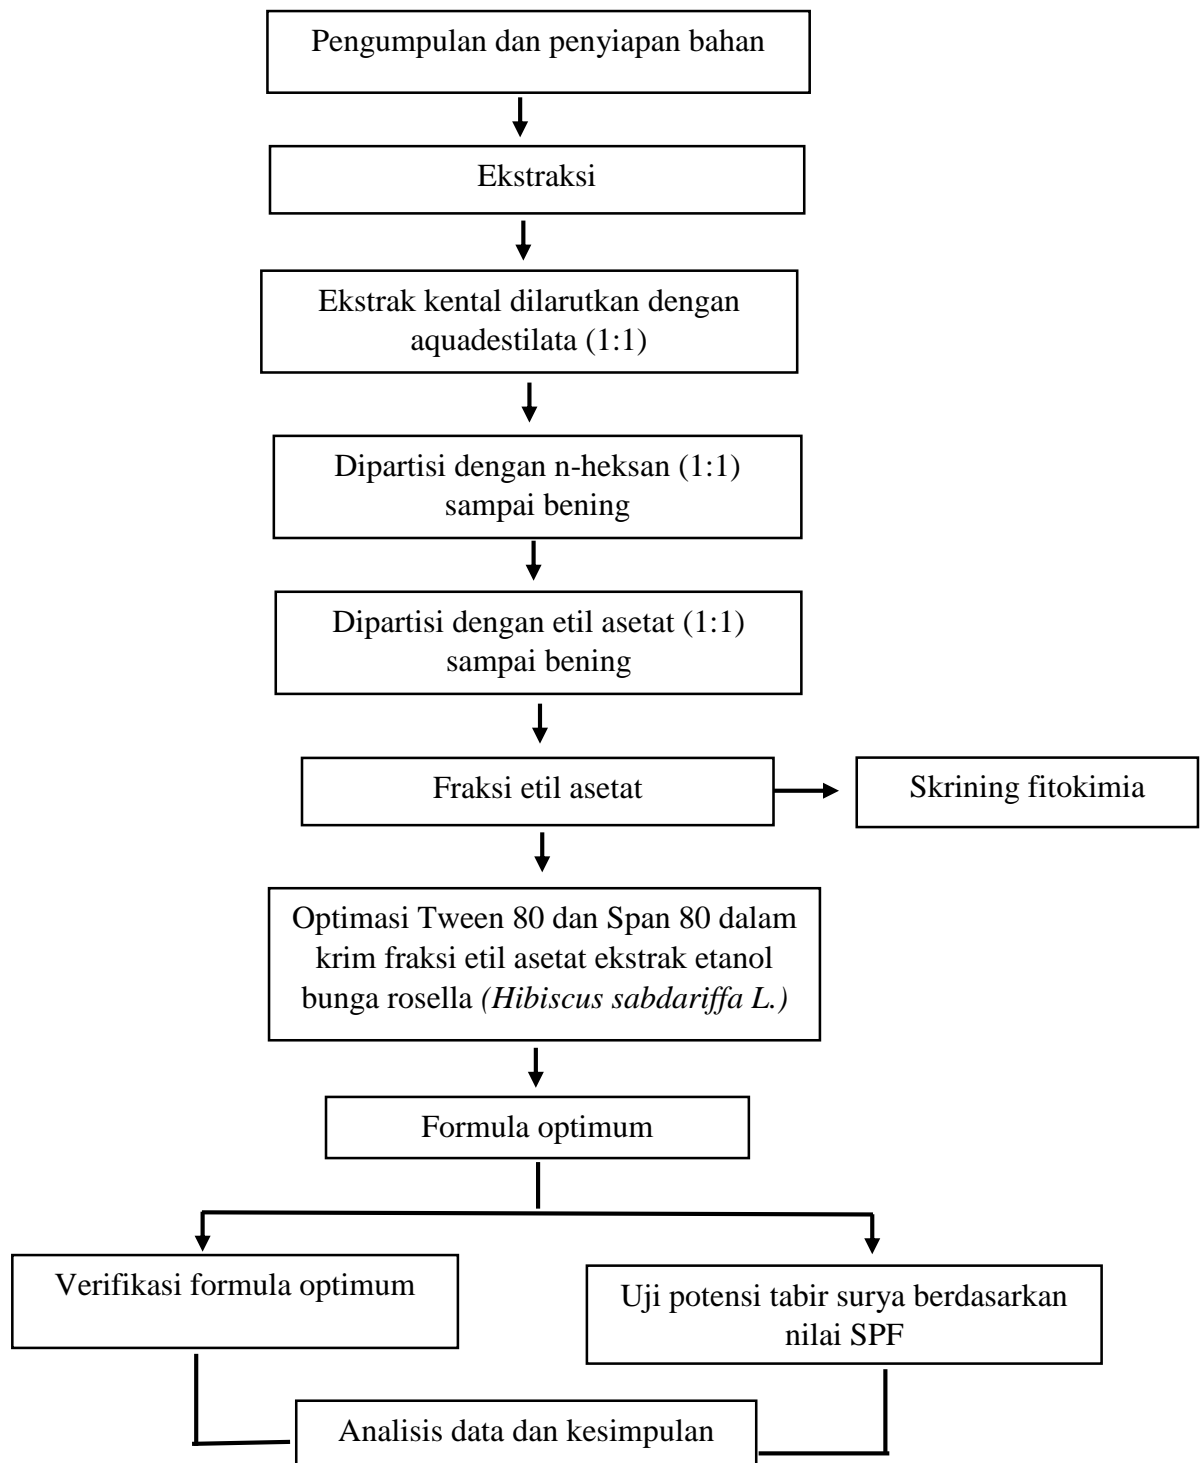 Pengumpulan dan penyiapan bahan
Ekstraksi
Ekstrak kental dilarutkan dengan
aquadestilata (1:1)
Dipartisi dengan n-heksan (1:1)
sampai bening
Dipartisi dengan etil asetat (1:1)
sampai bening
Fraksi etil asetat
Skrining fitokimia
Optimasi Tween 80 dan Span 80 dalam
krim fraksi etil asetat ekstrak etanol
bunga rosella (Hibiscus sabdariffa L.)
Formula optimum
Verifikasi formula optimum
Uji potensi tabir surya berdasarkan
nilai SPF
Analisis data dan kesimpulan